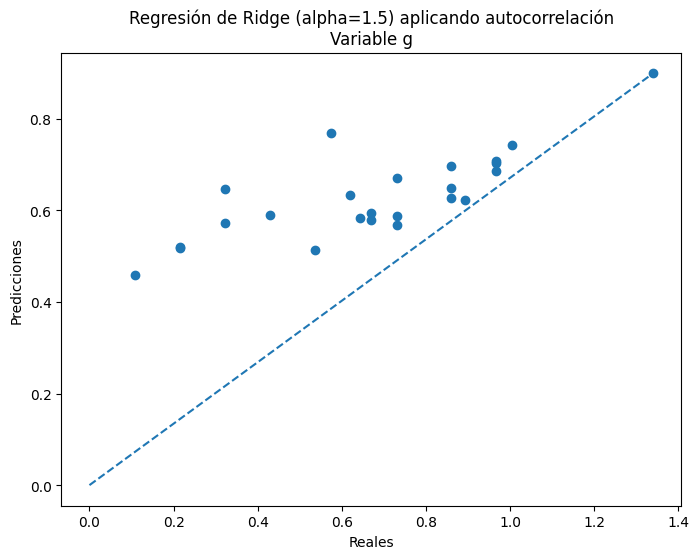 Regresión de Ridge (alpha=1.5) aplicando autocorrelación
Variable g
Predicciones
0.8
0.6
0.4
0.2
0.0
0.0 0.2 0.4 0.6 0.8 1.0 1.2 1.4
Reales